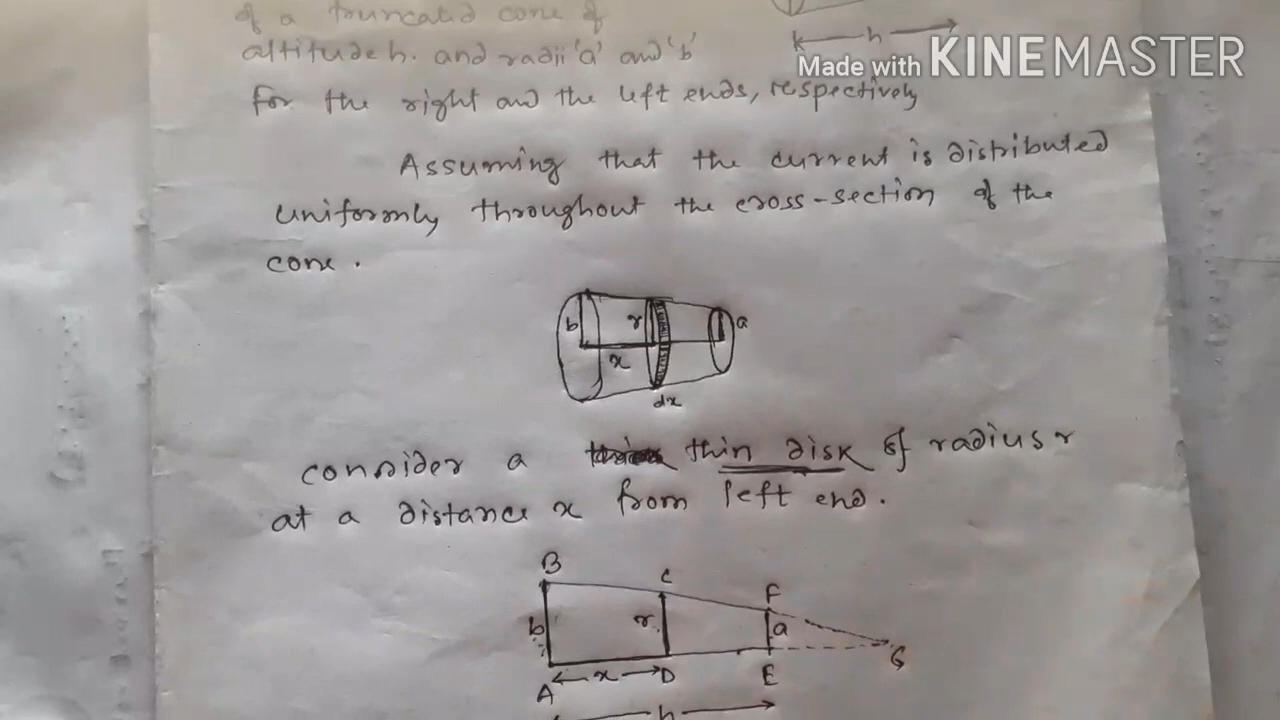 of a truncated cone of
altitude h. and radii 'a' and 'b'
h
Made with KINEMASTER
for the right and the left ends, respectively
Assuming that the current is distributed
uniformly throughout the cross-section of the
cone.
b r a
x
dx
consider a thin disk of radius r
at a distance x from left end.
B C F
b r a
G
A x D E
h